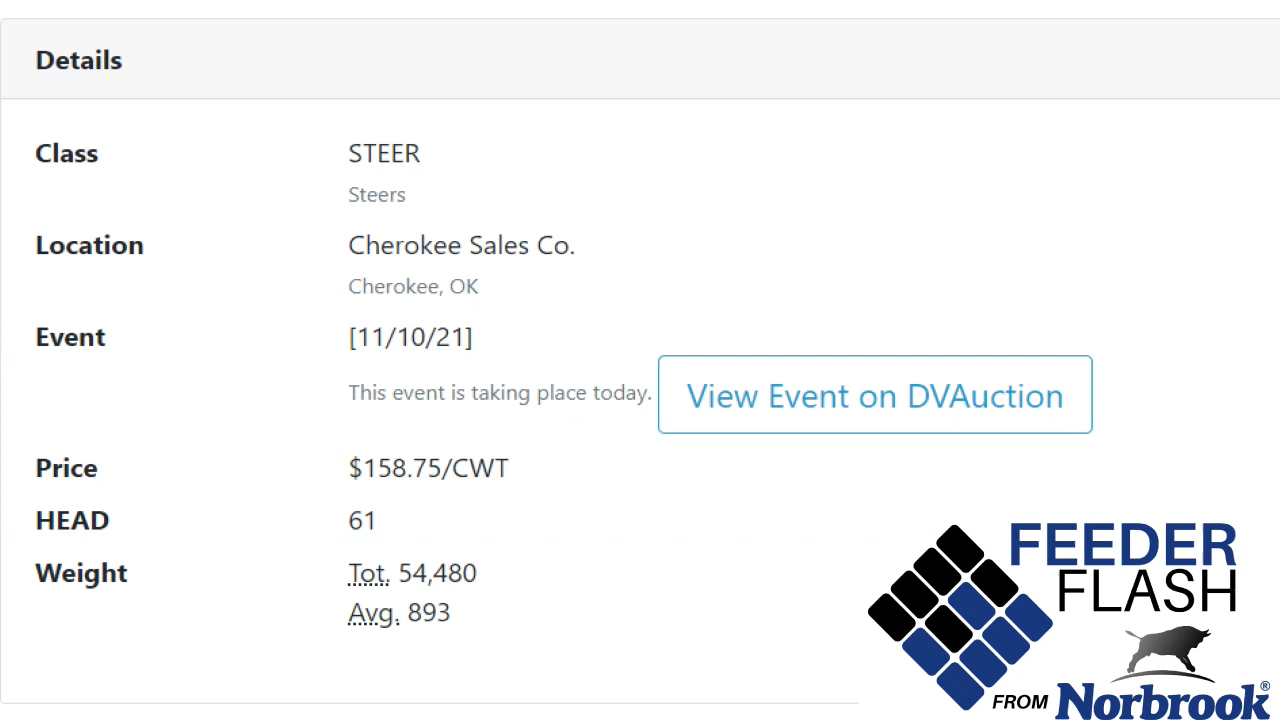 Details
Class STEER
Steers
Location Cherokee Sales Co.
Cherokee, OK
Event [11/10/21]
This event is taking place today. View Event on DVAuction
Price $158.75/CWT
HEAD 61
Weight Tot. 54,480
Avg. 893
FEEDER
FLASH
FROM Norbrook®